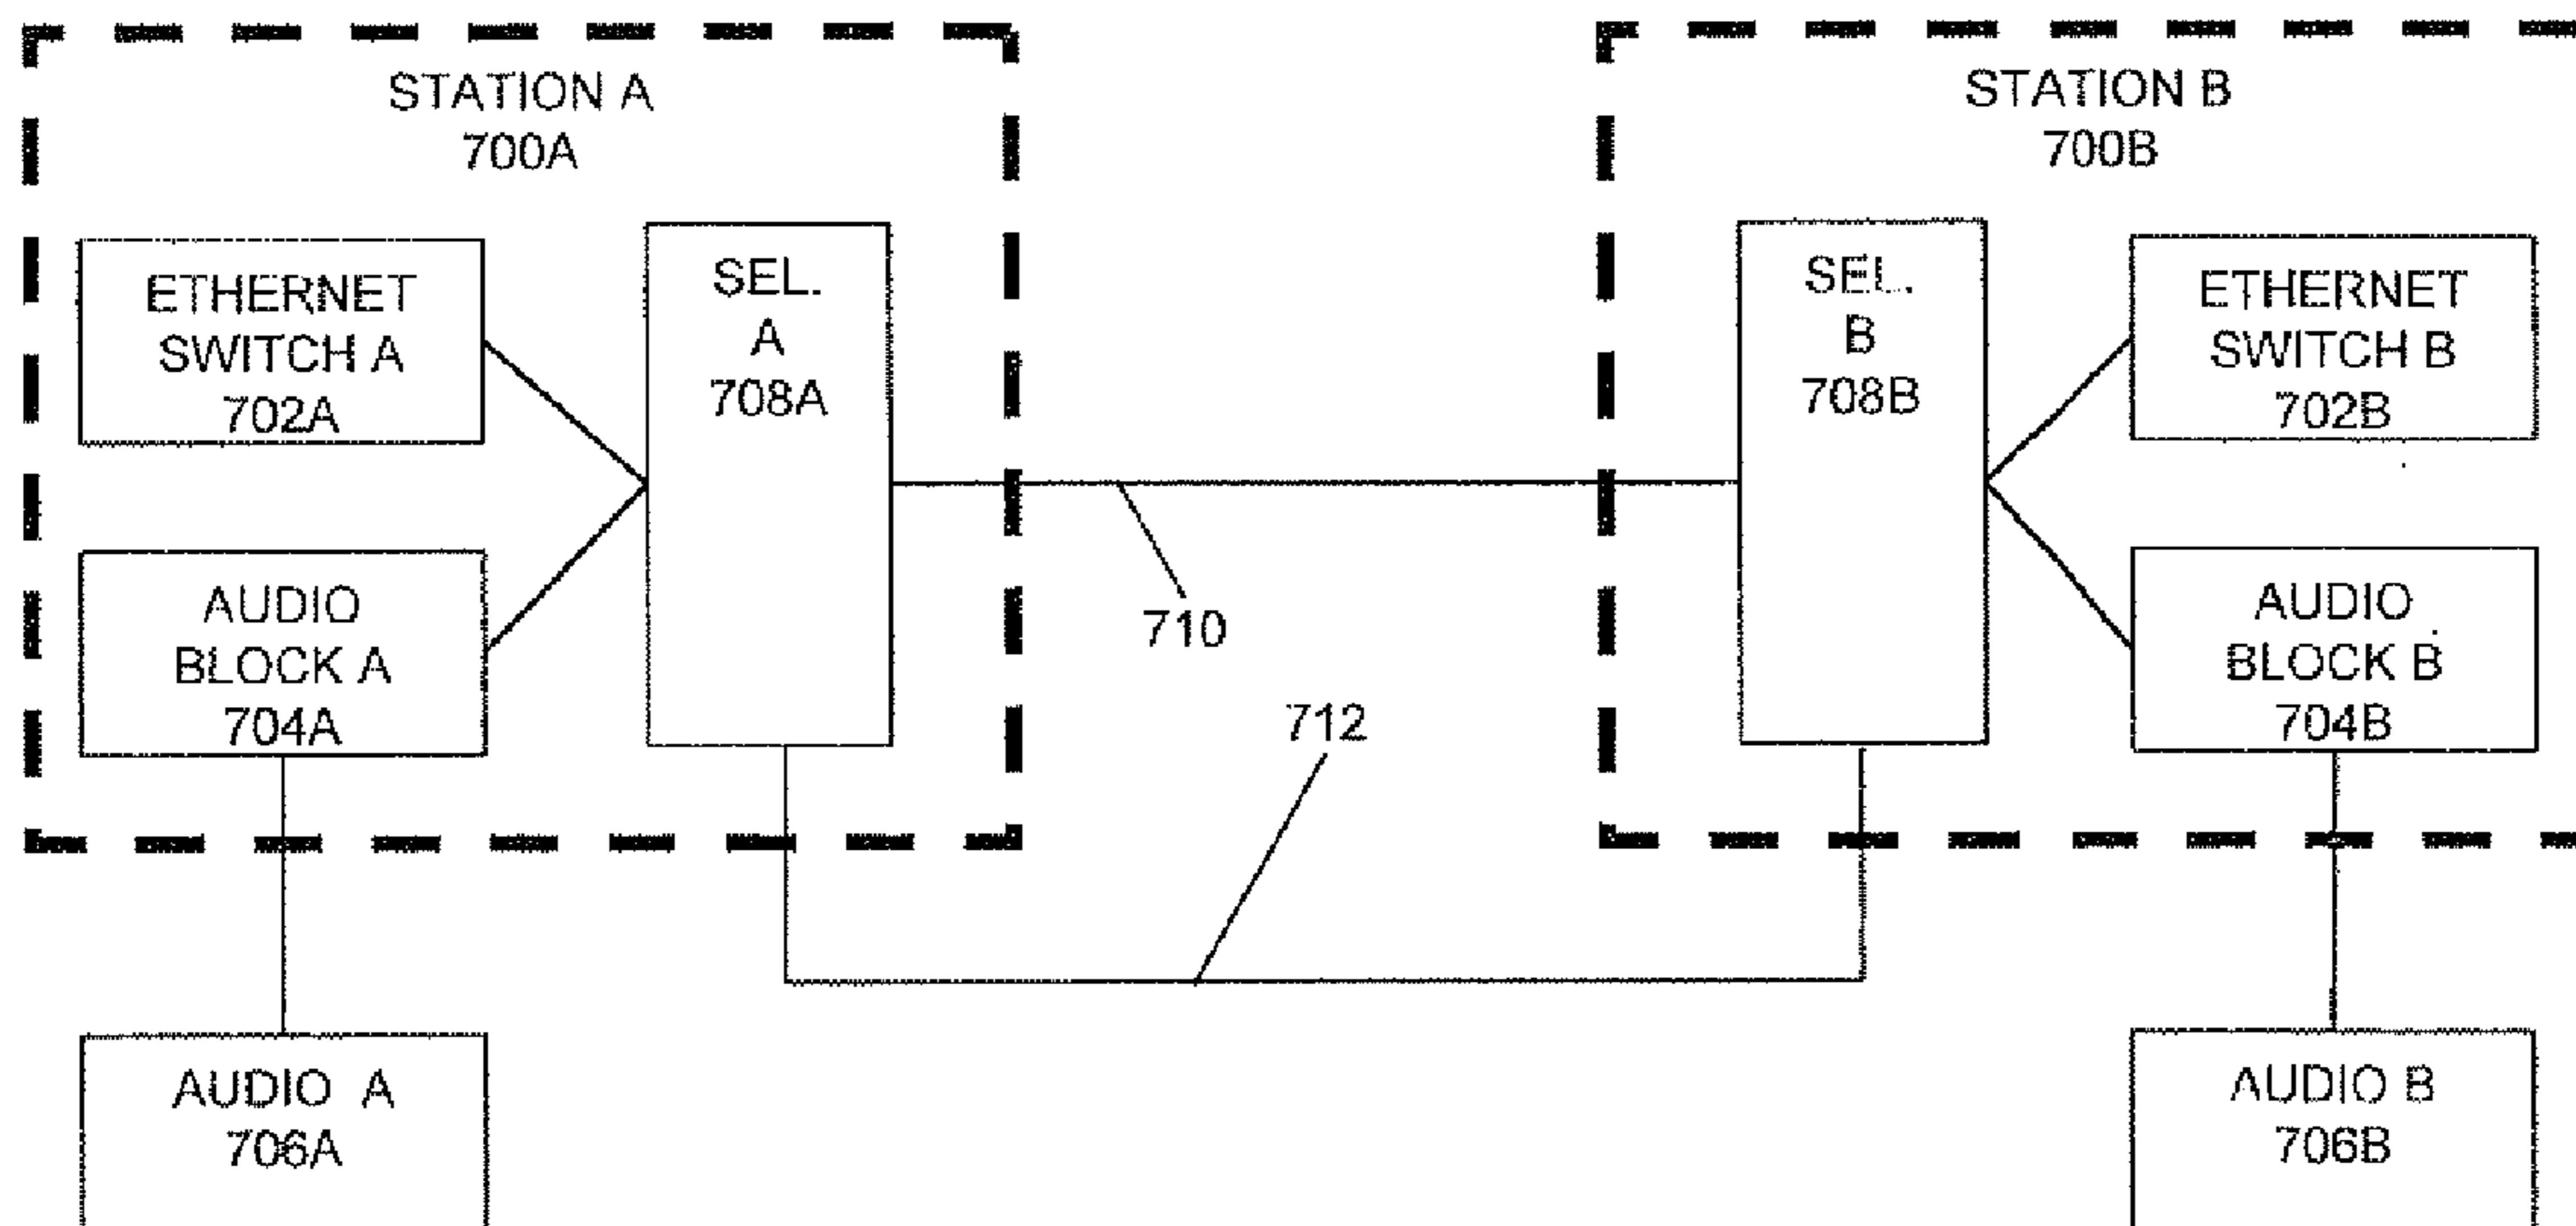 STATION A
700A
ETHERNET
SWITCH A
702A
SEL.
A
708A
AUDIO
BLOCK A
704A
AUDIO A
706A
710
712
STATION B
700B
SEL.
B
708B
ETHERNET
SWITCH B
702B
AUDIO
BLOCK B
704B
AUDIO B
706B